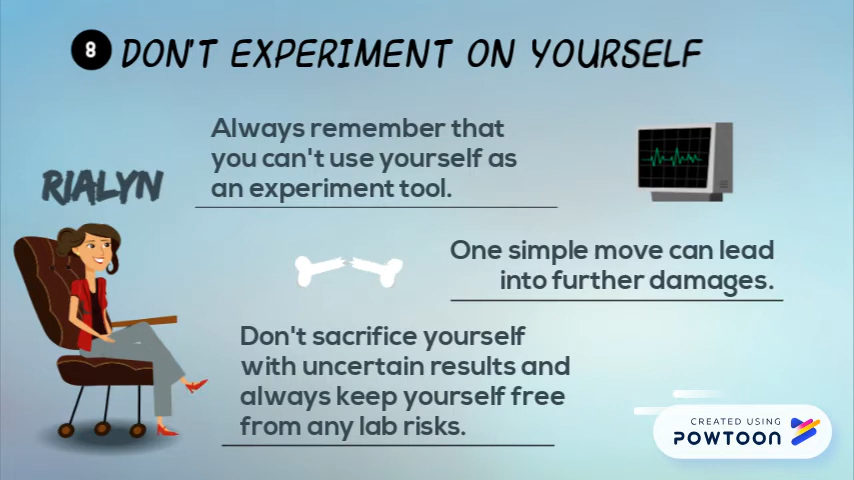 8 DON'T EXPERIMENT ON YOURSELF
Always remember that
you can't use yourself as
an experiment tool.
RIALYN
One simple move can lead
into further damages.
Don't sacrifice yourself
with uncertain results and
always keep yourself free
from any lab risks.
CREATED USING
POWTOON